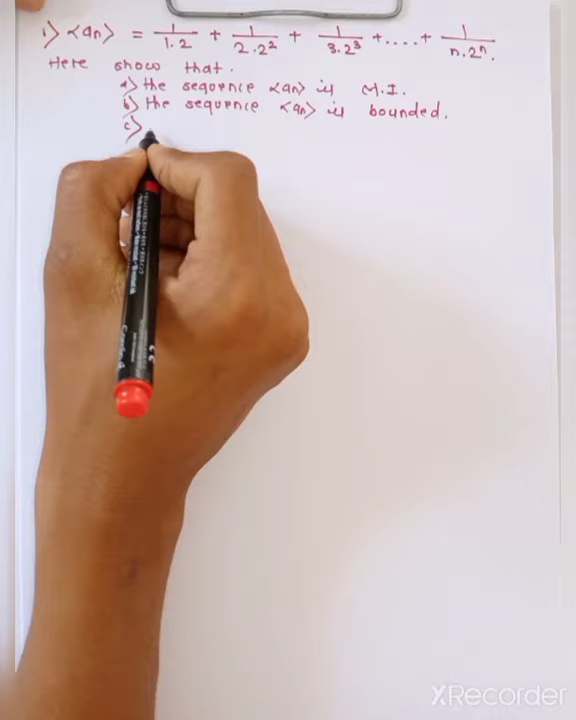 1) <an> = 1/1.2 + 1/2.2² + 1/3.2³ + .... + 1/n.2ⁿ.
Here show that.
a) the sequence <an> is M.I.
b) the sequence <an> is bounded.
c)
XRecorder